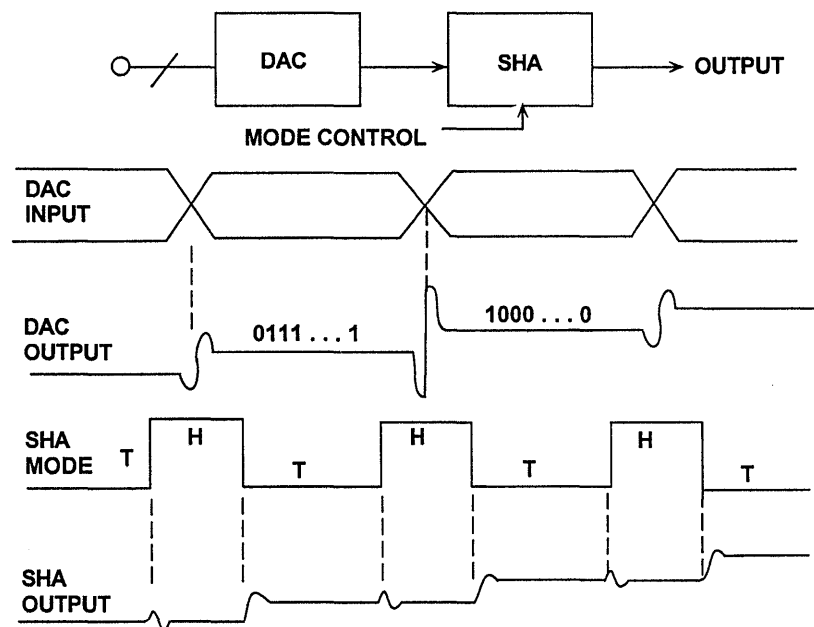 DAC
SHA
OUTPUT
MODE CONTROL
DAC
INPUT
DAC
OUTPUT
0111 . . . 1
1000 . . . 0
SHA
MODE
T
H
T
H
T
H
T
SHA
OUTPUT